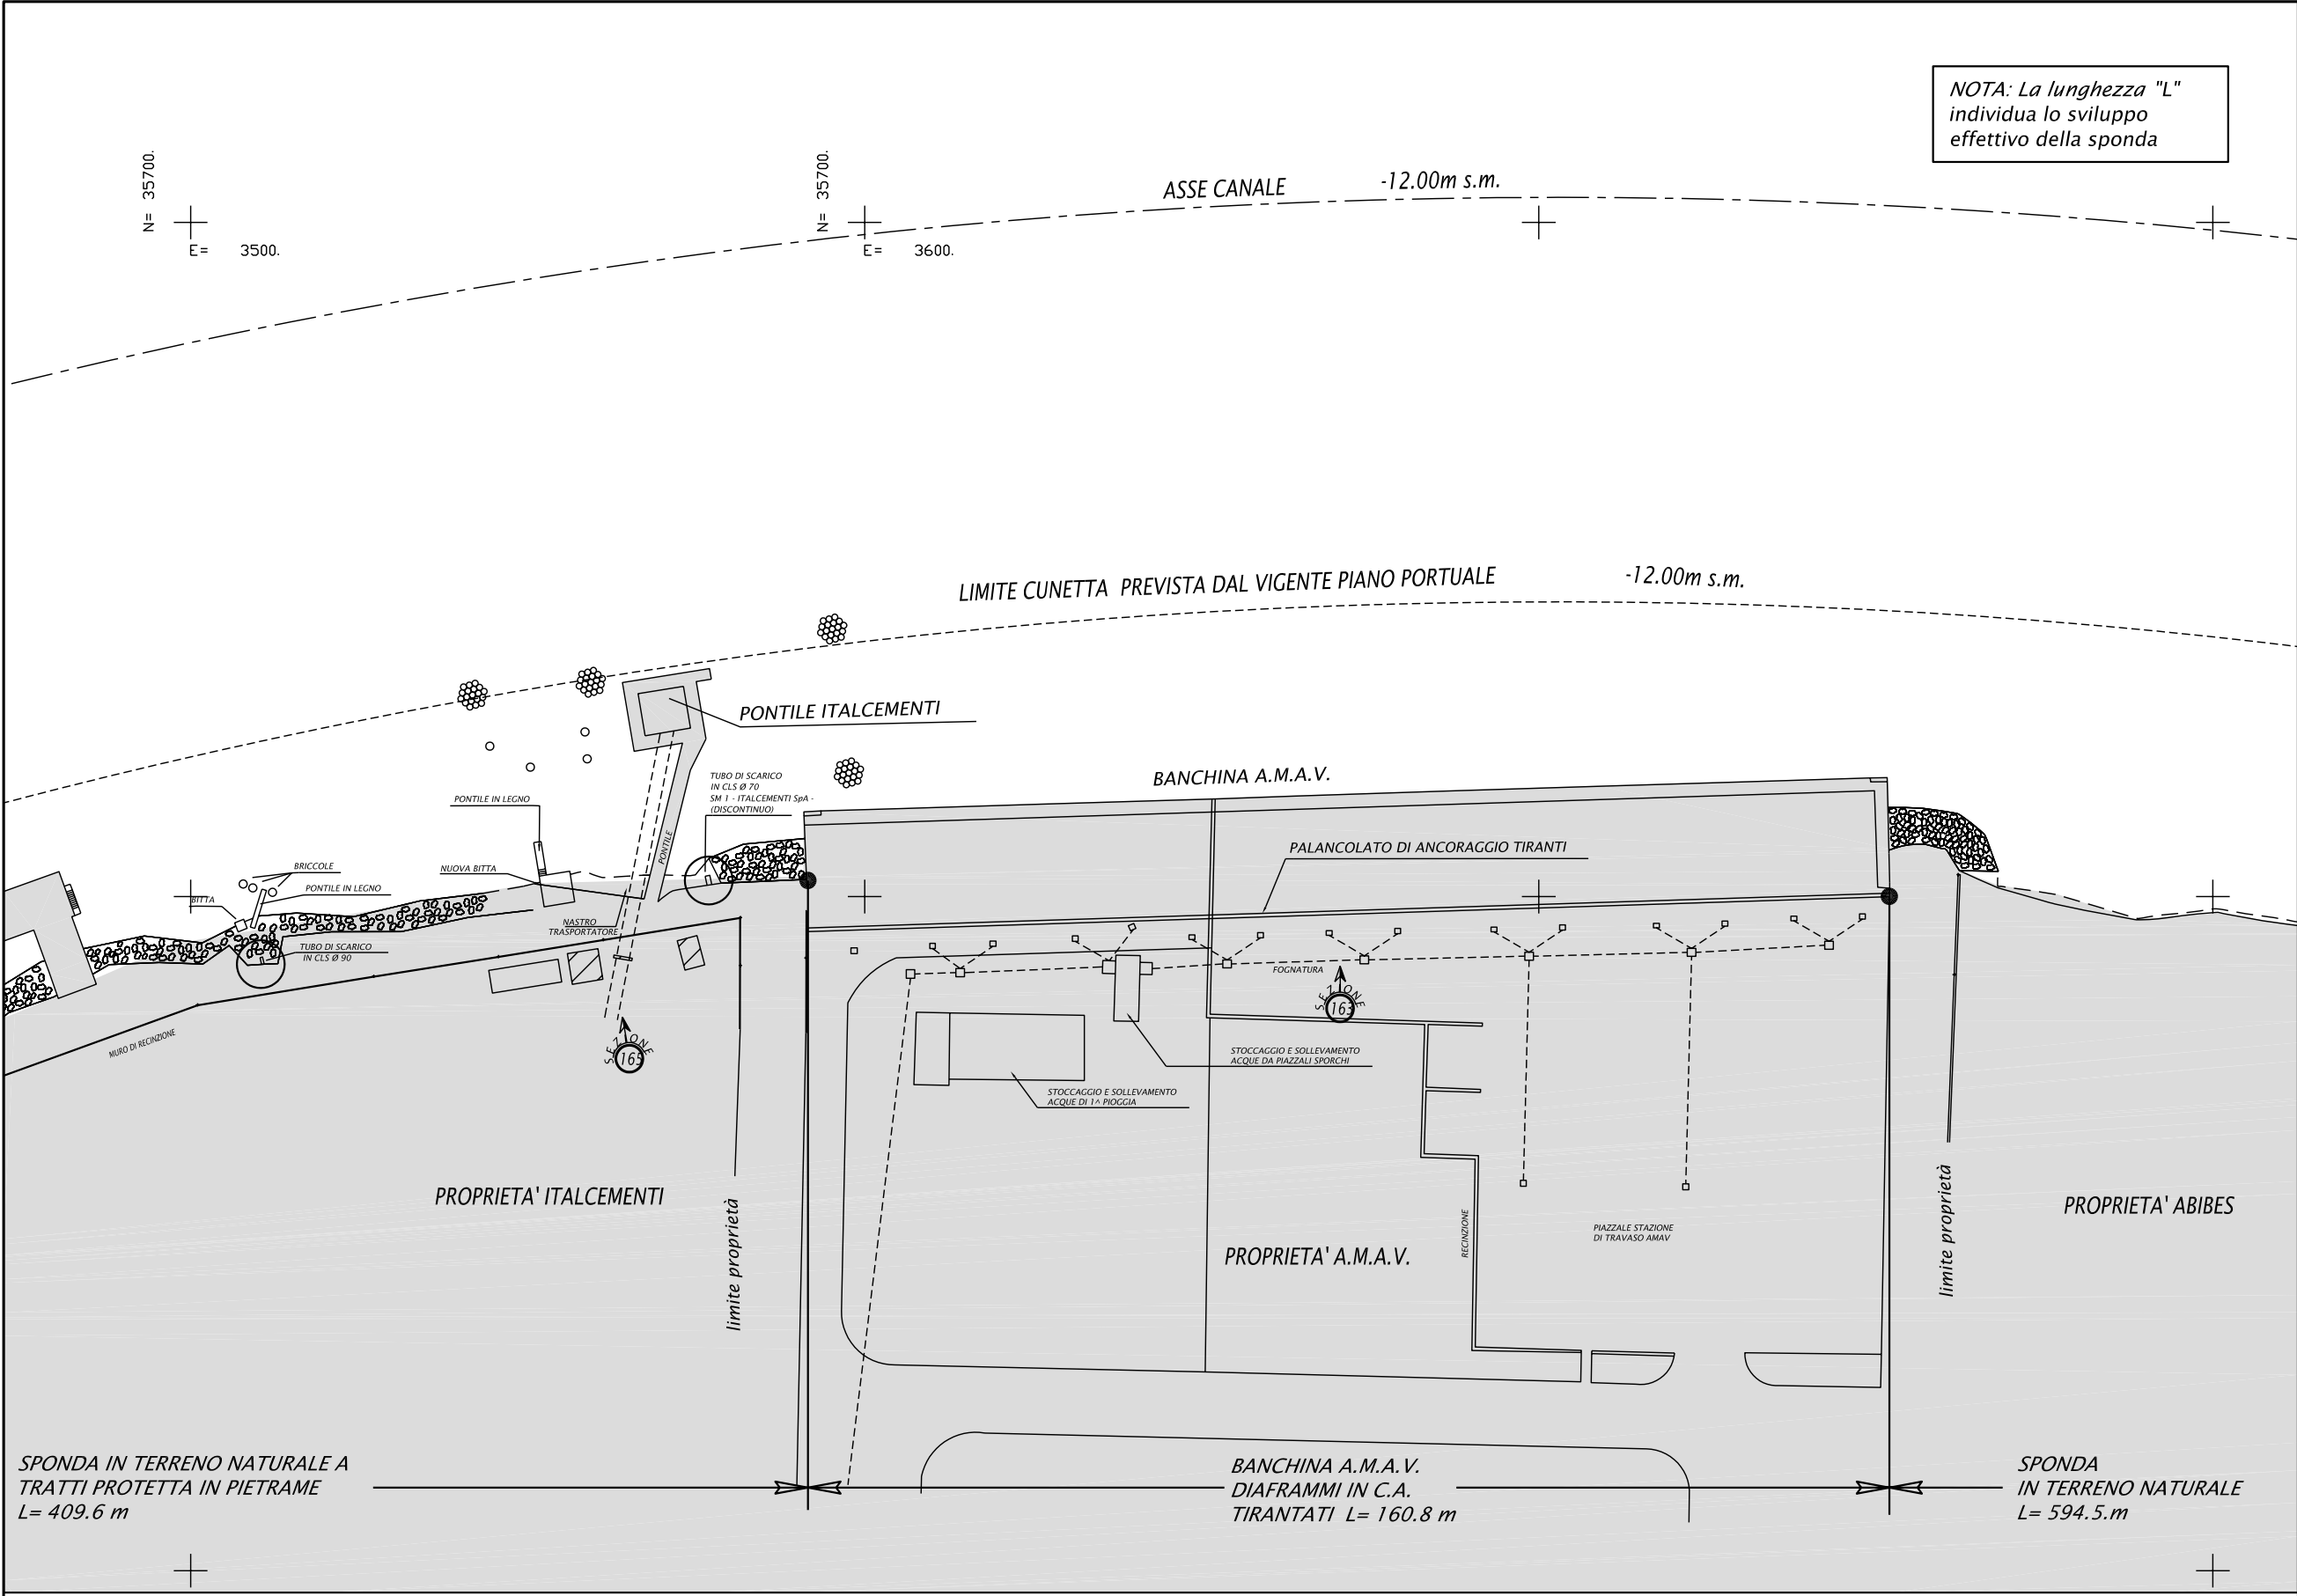 NOTA: La lunghezza "L"
individua lo sviluppo
effettivo della sponda
N= 35700.
E= 3500.
N= 35700.
E= 3600.
ASSE CANALE -12.00m s.m.
LIMITE CUNETTA PREVISTA DAL VIGENTE PIANO PORTUALE -12.00m s.m.
PONTILE ITALCEMENTI
BANCHINA A.M.A.V.
TUBO DI SCARICO
IN CLS Ø 70
SM 1 - ITALCEMENTI SpA -
(DISCONTINUO)
PONTILE IN LEGNO
PONTILE
PALANCOLATO DI ANCORAGGIO TIRANTI
BRICCOLE
NUOVA BITTA
PONTILE IN LEGNO
BITTA
NASTRO
TRASPORTATORE
TUBO DI SCARICO
IN CLS Ø 90
FOGNATURA
SEZIONE
163
MURO DI RECINZIONE
SEZIONE
165
STOCCAGGIO E SOLLEVAMENTO
ACQUE DA PIAZZALI SPORCHI
STOCCAGGIO E SOLLEVAMENTO
ACQUE DI 1^ PIOGGIA
PROPRIETA' ITALCEMENTI
limite proprietà
PROPRIETA' A.M.A.V.
RECINZIONE
PIAZZALE STAZIONE
DI TRAVASO AMAV
limite proprietà
PROPRIETA' ABIBES
SPONDA IN TERRENO NATURALE A
TRATTI PROTETTA IN PIETRAME
L= 409.6 m
BANCHINA A.M.A.V.
DIAFRAMMI IN C.A.
TIRANTATI L= 160.8 m
SPONDA
IN TERRENO NATURALE
L= 594.5.m